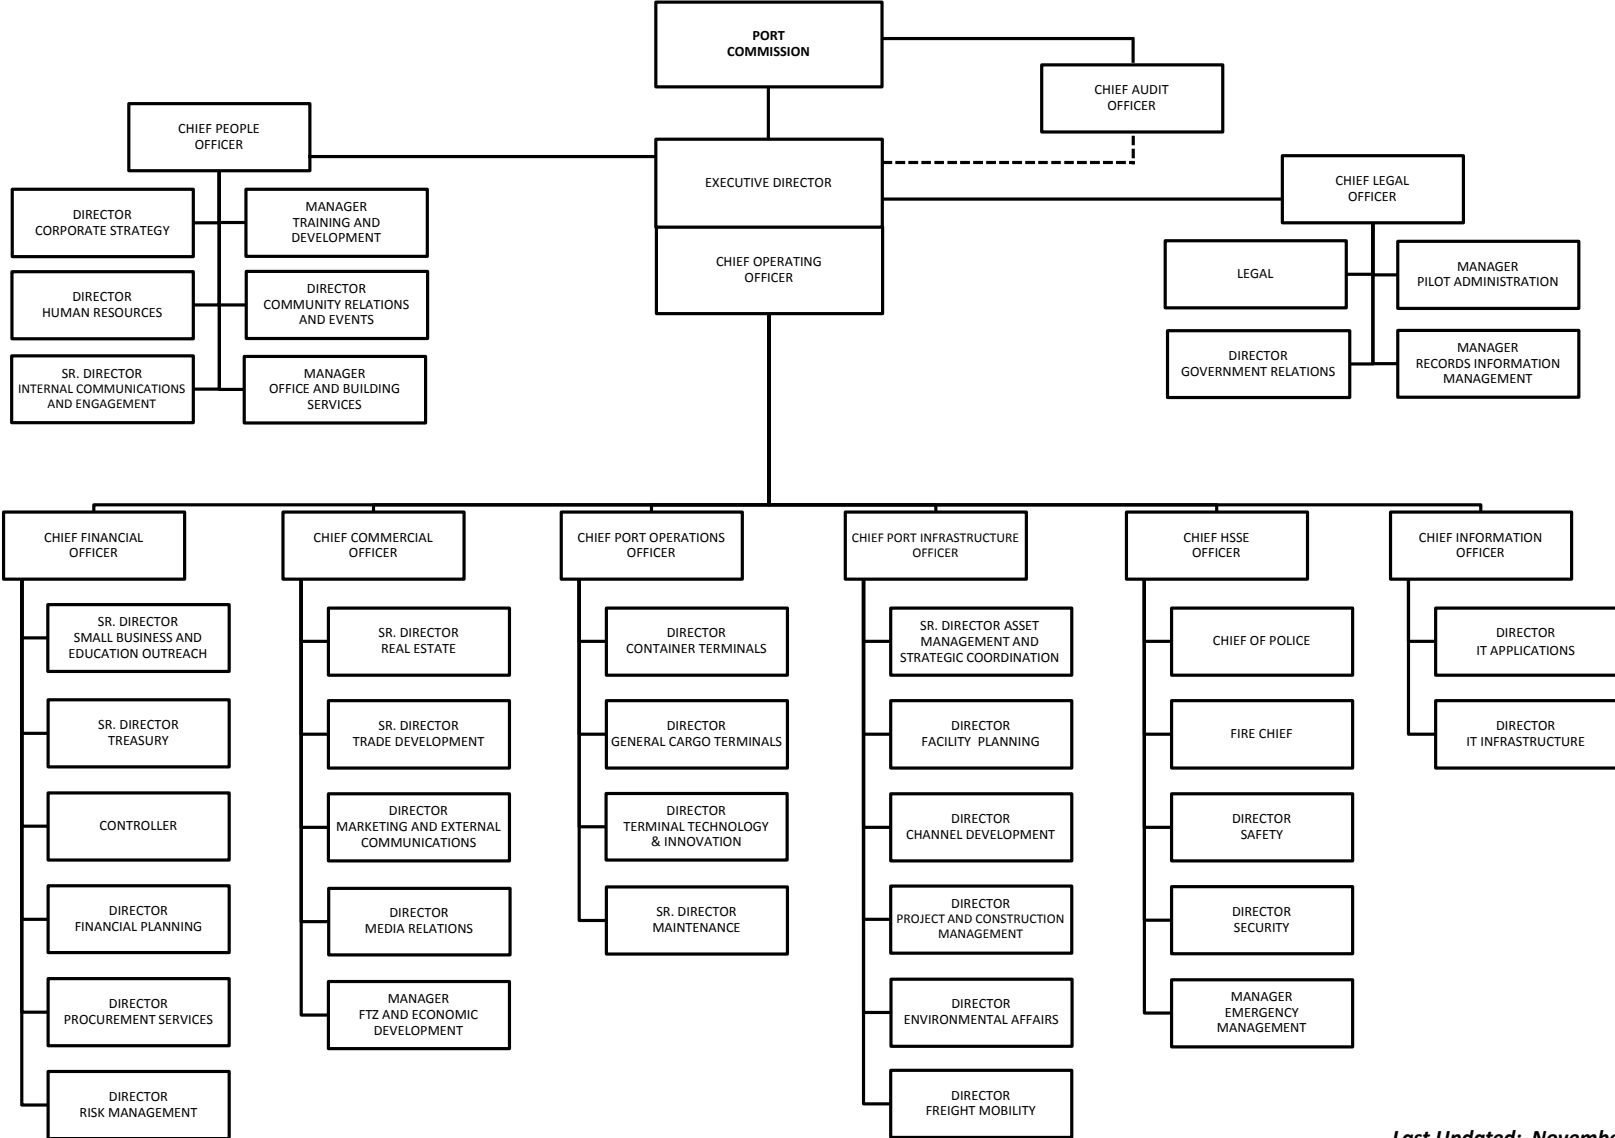 PORT
COMMISSION
CHIEF AUDIT
OFFICER
CHIEF PEOPLE
OFFICER
EXECUTIVE DIRECTOR
CHIEF LEGAL
OFFICER
DIRECTOR
CORPORATE STRATEGY
MANAGER
TRAINING AND
DEVELOPMENT
CHIEF OPERATING
OFFICER
LEGAL
MANAGER
PILOT ADMINISTRATION
DIRECTOR
HUMAN RESOURCES
DIRECTOR
COMMUNITY RELATIONS
AND EVENTS
DIRECTOR
GOVERNMENT RELATIONS
MANAGER
RECORDS INFORMATION
MANAGEMENT
SR. DIRECTOR
INTERNAL COMMUNICATIONS
AND ENGAGEMENT
MANAGER
OFFICE AND BUILDING
SERVICES
CHIEF FINANCIAL
OFFICER
SR. DIRECTOR
SMALL BUSINESS AND
EDUCATION OUTREACH
SR. DIRECTOR
TREASURY
CONTROLLER
DIRECTOR
FINANCIAL PLANNING
DIRECTOR
PROCUREMENT SERVICES
DIRECTOR
RISK MANAGEMENT
CHIEF COMMERCIAL
OFFICER
SR. DIRECTOR
REAL ESTATE
SR. DIRECTOR
TRADE DEVELOPMENT
DIRECTOR
MARKETING AND EXTERNAL
COMMUNICATIONS
DIRECTOR
MEDIA RELATIONS
MANAGER
FTZ AND ECONOMIC
DEVELOPMENT
CHIEF PORT OPERATIONS
OFFICER
DIRECTOR
CONTAINER TERMINALS
DIRECTOR
GENERAL CARGO TERMINALS
DIRECTOR
TERMINAL TECHNOLOGY
& INNOVATION
SR. DIRECTOR
MAINTENANCE
CHIEF PORT INFRASTRUCTURE
OFFICER
SR. DIRECTOR ASSET
MANAGEMENT AND
STRATEGIC COORDINATION
DIRECTOR
FACILITY PLANNING
DIRECTOR
CHANNEL DEVELOPMENT
DIRECTOR
PROJECT AND CONSTRUCTION
MANAGEMENT
DIRECTOR
ENVIRONMENTAL AFFAIRS
DIRECTOR
FREIGHT MOBILITY
CHIEF HSSE
OFFICER
CHIEF OF POLICE
FIRE CHIEF
DIRECTOR
SAFETY
DIRECTOR
SECURITY
MANAGER
EMERGENCY
MANAGEMENT
CHIEF INFORMATION
OFFICER
DIRECTOR
IT APPLICATIONS
DIRECTOR
IT INFRASTRUCTURE
Last Updated: